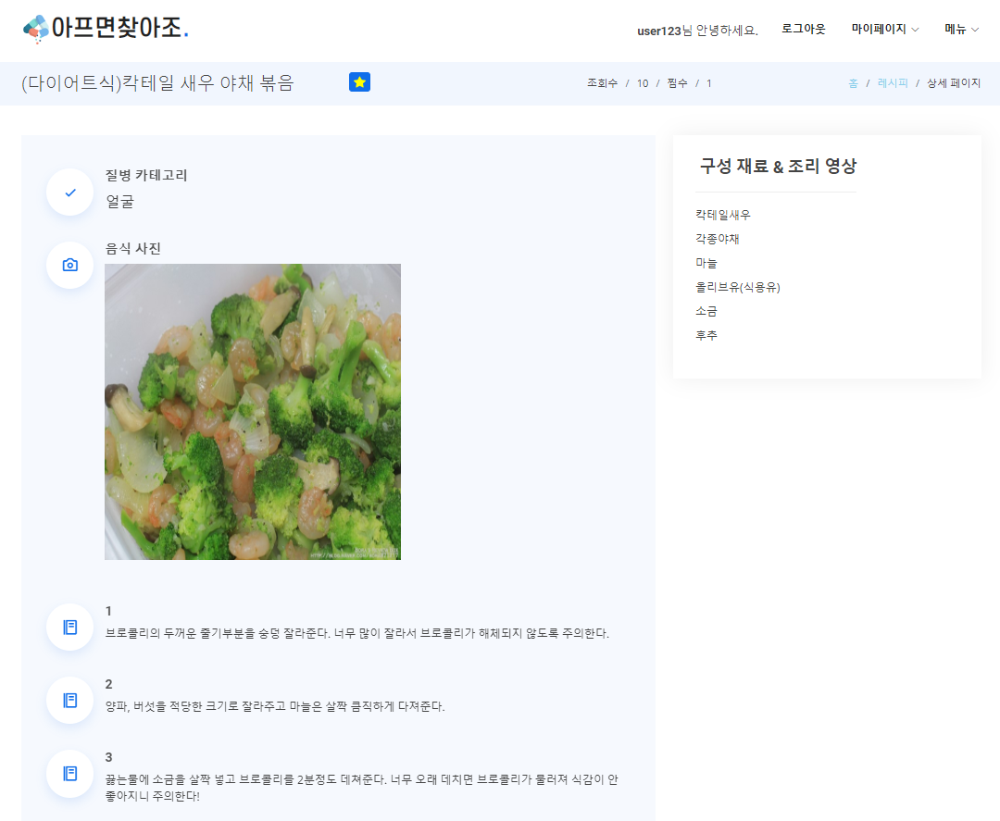 아프면찾아조.
user123님 안녕하세요. 로그아웃 마이페이지 메뉴
(다이어트식)칵테일 새우 야채 볶음
조회수 / 10 / 찜수 / 1
홈 / 레시피 / 상세 페이지
질병 카테고리
얼굴
음식 사진
1
브로콜리의 두꺼운 줄기부분을 숭덩 잘라준다. 너무 많이 잘라서 브로콜리가 해체되지 않도록 주의한다.
2
양파, 버섯을 적당한 크기로 잘라주고 마늘은 살짝 큼직하게 다져준다.
3
끓는물에 소금을 살짝 넣고 브로콜리를 2분정도 데쳐준다. 너무 오래 데치면 브로콜리가 물러져 식감이 안
좋아지니 주의한다!
구성 재료 & 조리 영상
칵테일새우
각종야채
마늘
올리브유(식용유)
소금
후추